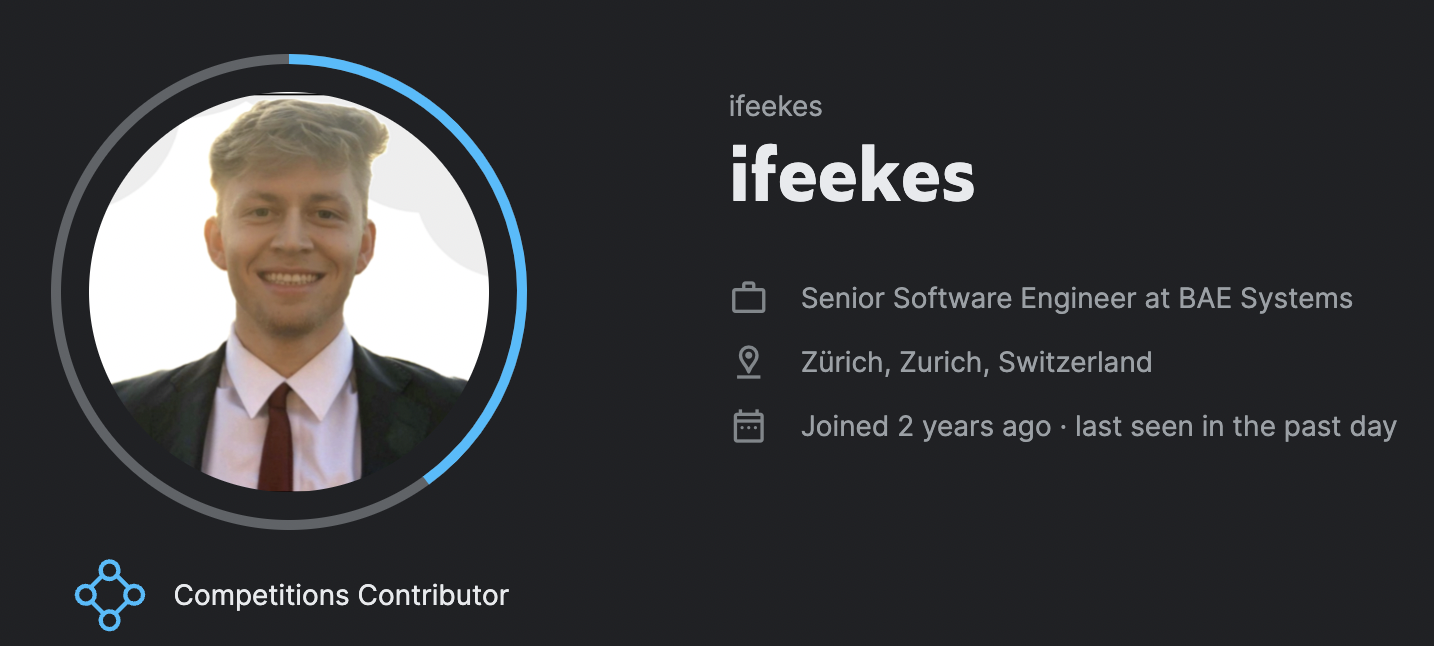 ifeekes
ifeekes
Senior Software Engineer at BAE Systems
Zürich, Zurich, Switzerland
Joined 2 years ago · last seen in the past day
Competitions Contributor